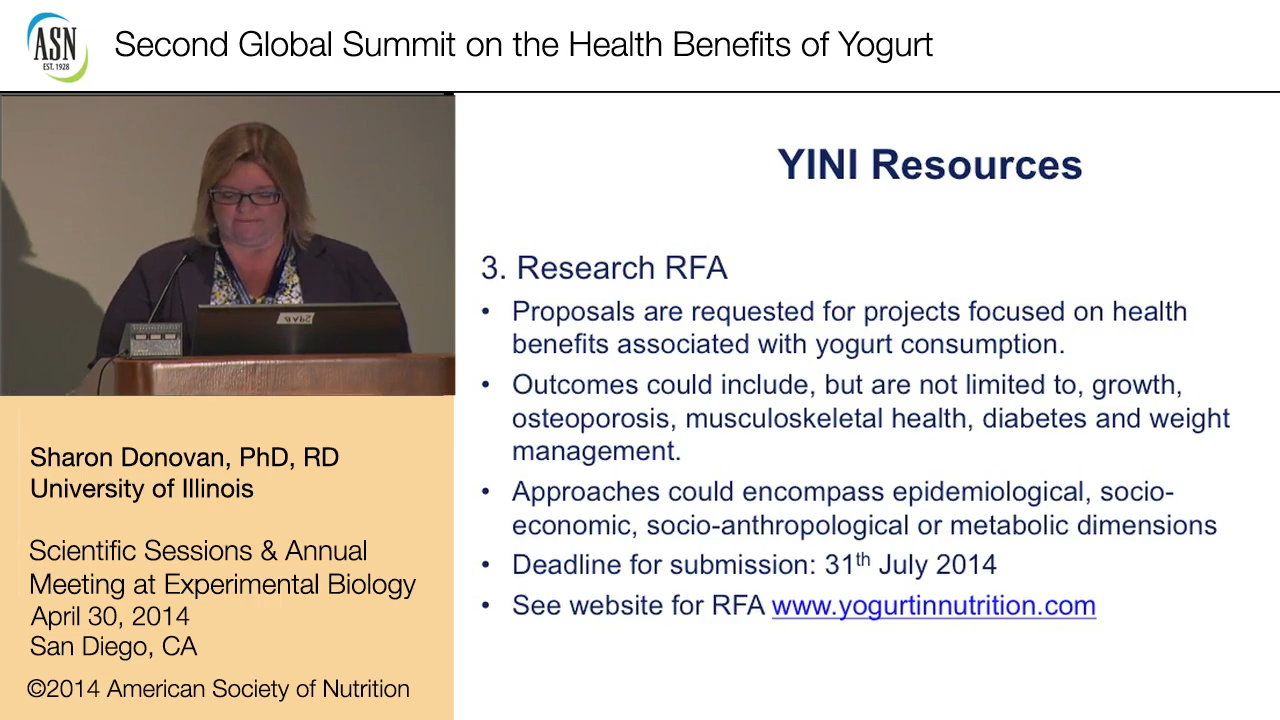 ASN
EST. 1928
Second Global Summit on the Health Benefits of Yogurt
YINI Resources
3. Research RFA
• Proposals are requested for projects focused on health
benefits associated with yogurt consumption.
• Outcomes could include, but are not limited to, growth,
osteoporosis, musculoskeletal health, diabetes and weight
management.
• Approaches could encompass epidemiological, socio-
economic, socio-anthropological or metabolic dimensions
• Deadline for submission: 31th July 2014
• See website for RFA www.yogurtinnutrition.com
Sharon Donovan, PhD, RD
University of Illinois
Scientific Sessions & Annual
Meeting at Experimental Biology
April 30, 2014
San Diego, CA
©2014 American Society of Nutrition